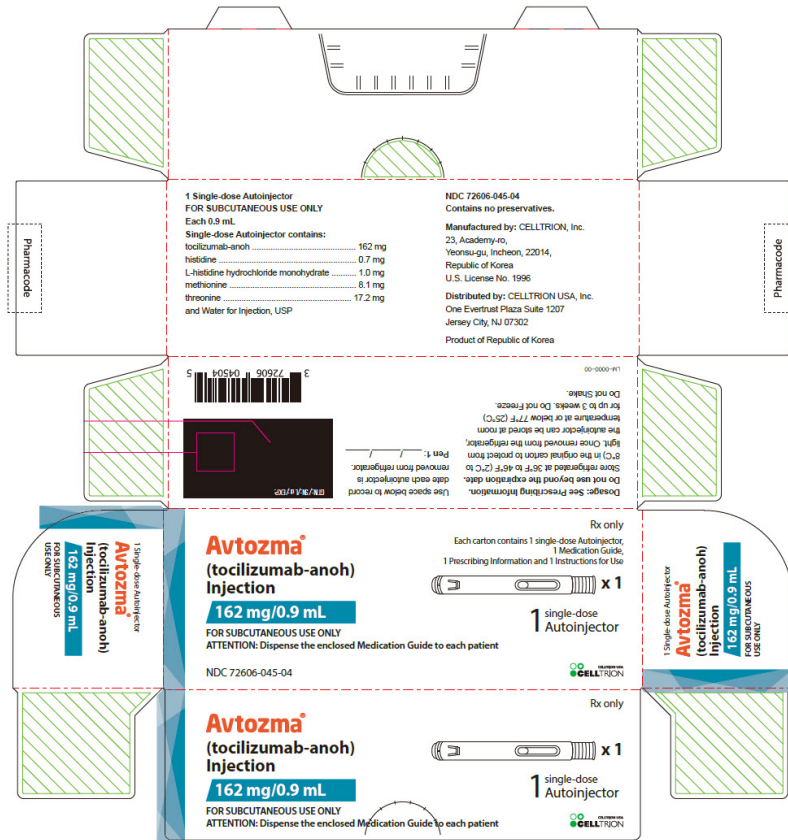 1 Single-dose Autoinjector
FOR SUBCUTANEOUS USE ONLY
Each 0.9 mL
Single-dose Autoinjector contains:
tocilizumab-anoh ............................................ 162 mg
histidine .......................................................... 0.7 mg
L-histidine hydrochloride monohydrate ........... 1.0 mg
methionine ....................................................... 8.1 mg
threonine ....................................................... 17.2 mg
and Water for Injection, USP
NDC 72606-045-04
Contains no preservatives.
Manufactured by: CELLTRION, Inc.
23, Academy-ro,
Yeonsu-gu, Incheon, 22014,
Republic of Korea
U.S. License No. 1996
Distributed by: CELLTRION USA, Inc.
One Evertrust Plaza Suite 1207
Jersey City, NJ 07302
Product of Republic of Korea
Pharmacode
Pharmacode
Dosage: See Prescribing Information.
Do not use beyond the expiration date.
Store refrigerated at 36°F to 46°F (2°C to
8°C) in the original carton to protect from
light. Once removed from the refrigerator,
the autoinjector can be stored at room
temperature at or below 77°F (25°C)
for up to 3 weeks. Do not Freeze.
Do not Shake.
LM-0000-00
Use space below to record
date each autoinjector is
removed from refrigerator.
Pen 1: ____/____/____
GTIN/SN/Lot/EXP:
3 72606 04504 5
1 Single-dose Autoinjector
Avtozma®
(tocilizumab-anoh)
Injection
162 mg/0.9 mL
FOR SUBCUTANEOUS
USE ONLY
Rx only
Avtozma®
(tocilizumab-anoh)
Injection
162 mg/0.9 mL
FOR SUBCUTANEOUS USE ONLY
ATTENTION: Dispense the enclosed Medication Guide to each patient
NDC 72606-045-04
Each carton contains 1 single-dose Autoinjector,
1 Medication Guide,
1 Prescribing Information and 1 Instructions for Use
x 1
1 single-dose
Autoinjector
CELLTRION USA
CELLTRION
1 Single-dose Autoinjector
Avtozma®
(tocilizumab-anoh)
Injection
162 mg/0.9 mL
FOR SUBCUTANEOUS
USE ONLY
Rx only
Avtozma®
(tocilizumab-anoh)
Injection
162 mg/0.9 mL
FOR SUBCUTANEOUS USE ONLY
ATTENTION: Dispense the enclosed Medication Guide to each patient
x 1
1 single-dose
Autoinjector
CELLTRION USA
CELLTRION